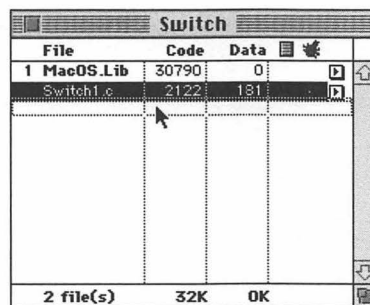 Switch
File Code Data
1 MacOS.Lib 30790 0
Switch1.c 2122 181
2 file(s) 32K 0K